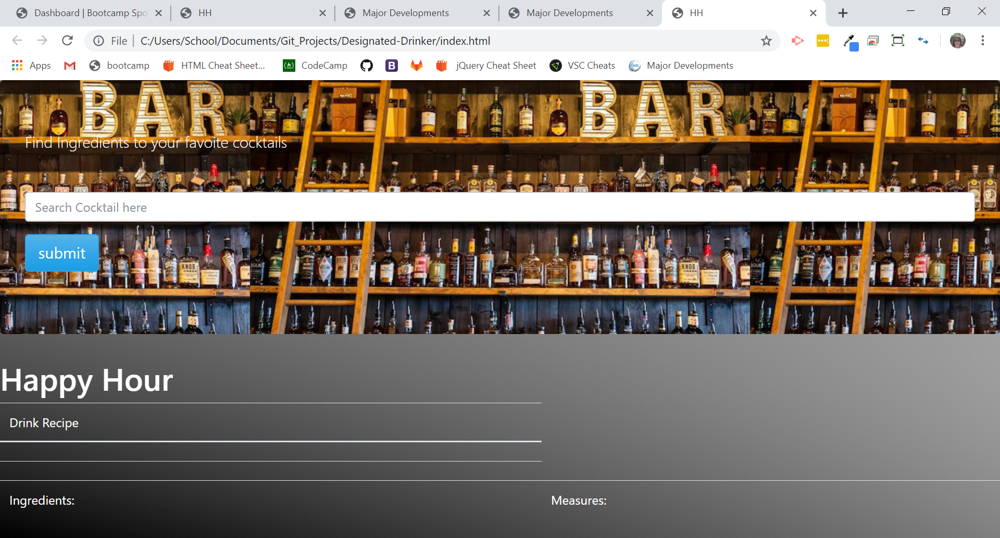 Dashboard | Bootcamp Spo
HH
Major Developments
Major Developments
HH
File
C:/Users/School/Documents/Git_Projects/Designated-Drinker/index.html
Apps
bootcamp
HTML Cheat Sheet...
CodeCamp
jQuery Cheat Sheet
VSC Cheats
Major Developments
BAR
BAR
Find Ingredients to your favoite cocktails
Search Cocktail here
submit
KNOB
KNOB
Happy Hour
Drink Recipe
Ingredients:
Measures: